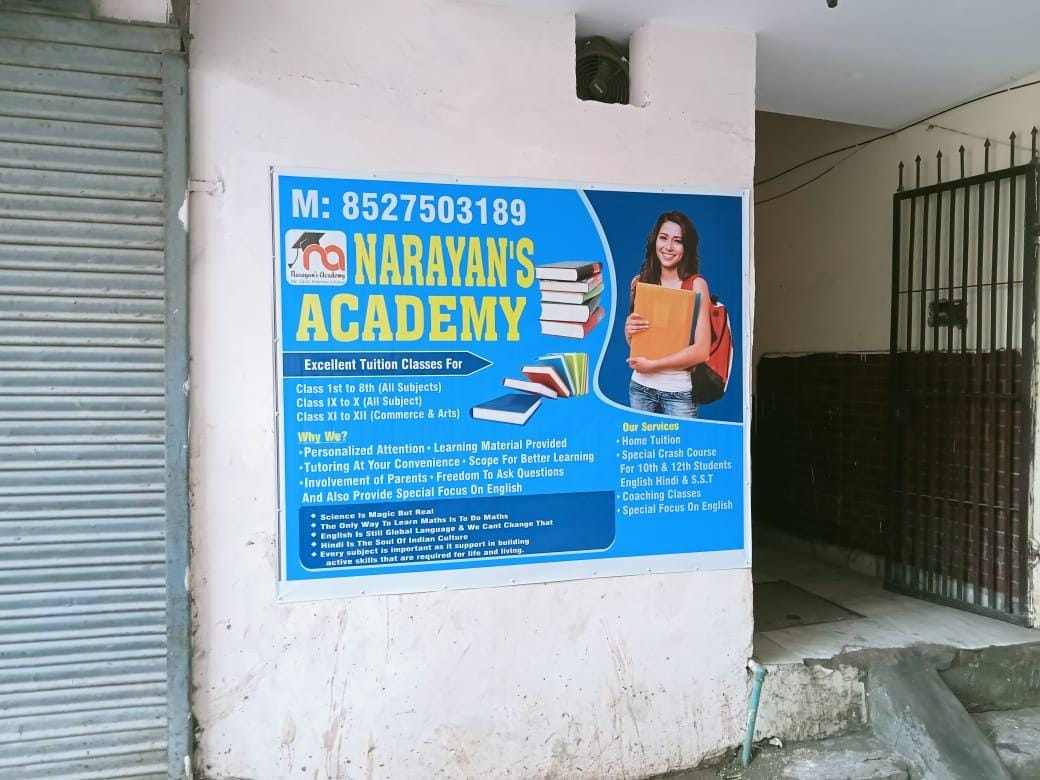 M: 8527503189
na
Narayan's Academy
NARAYAN'S
ACADEMY
Excellent Tuition Classes For
Class 1st to 8th (All Subjects)
Class IX to X (All Subject)
Class XI to XII (Commerce & Arts)
Why We?
•Personalized Attention • Learning Material Provided
•Tutoring At Your Convenience • Scope For Better Learning
•Involvement of Parents • Freedom To Ask Questions
And Also Provide Special Focus On English
◆ Science Is Magic But Real
◆ The Only Way To Learn Maths Is To Do Maths
◆ English Is Still Global Language & We Cant Change That
◆ Hindi Is The Soul Of Indian Culture
◆ Every subject is important as it support in building
active skills that are required for life and living.
Our Services
• Home Tuition
• Special Crash Course
For 10th & 12th Students
English Hindi & S.S.T
• Coaching Classes
• Special Focus On English